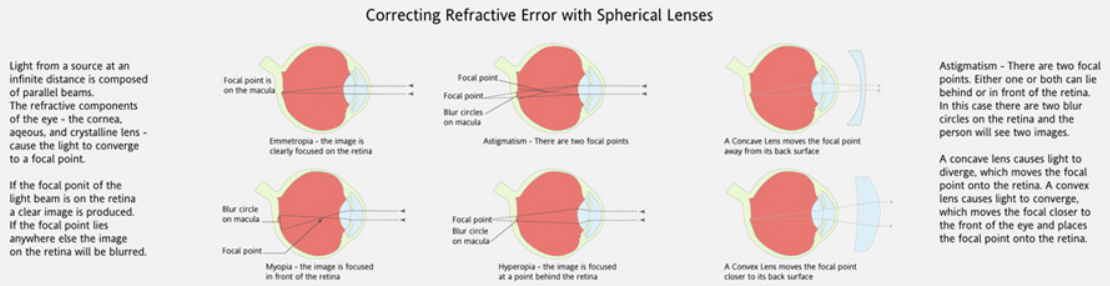 Correcting Refractive Error with Spherical Lenses
Light from a source at an
infinite distance is composed
of parallel beams.
The refractive components
of the eye - the cornea,
aqeous, and crystalline lens -
cause the light to converge
to a focal point.
If the focal ponit of the
light beam is on the retina
a clear image is produced.
If the focal point lies
anywhere else the image
on the retina will be blurred.
Focal point is
on the macula
Emmetropia - the image is
clearly focused on the retina
Focal point
Focal point
Blur circles
on macula
Astigmatism - There are two focal points
A Concave Lens moves the focal point
away from its back surface
Blur circle
on macula
Focal point
Myopia - the image is focused
in front of the retina
Focal point
Blur circle
on macula
Hyperopia - the image is focused
at a point behind the retina
A Convex Lens moves the focal point
closer to its back surface
Astigmatism - There are two focal
points. Either one or both can lie
behind or in front of the retina.
In this case there are two blur
circles on the retina and the
person will see two images.
A concave lens causes light to
diverge, which moves the focal
point onto the retina. A convex
lens causes light to converge,
which moves the focal closer to
the front of the eye and places
the focal point onto the retina.